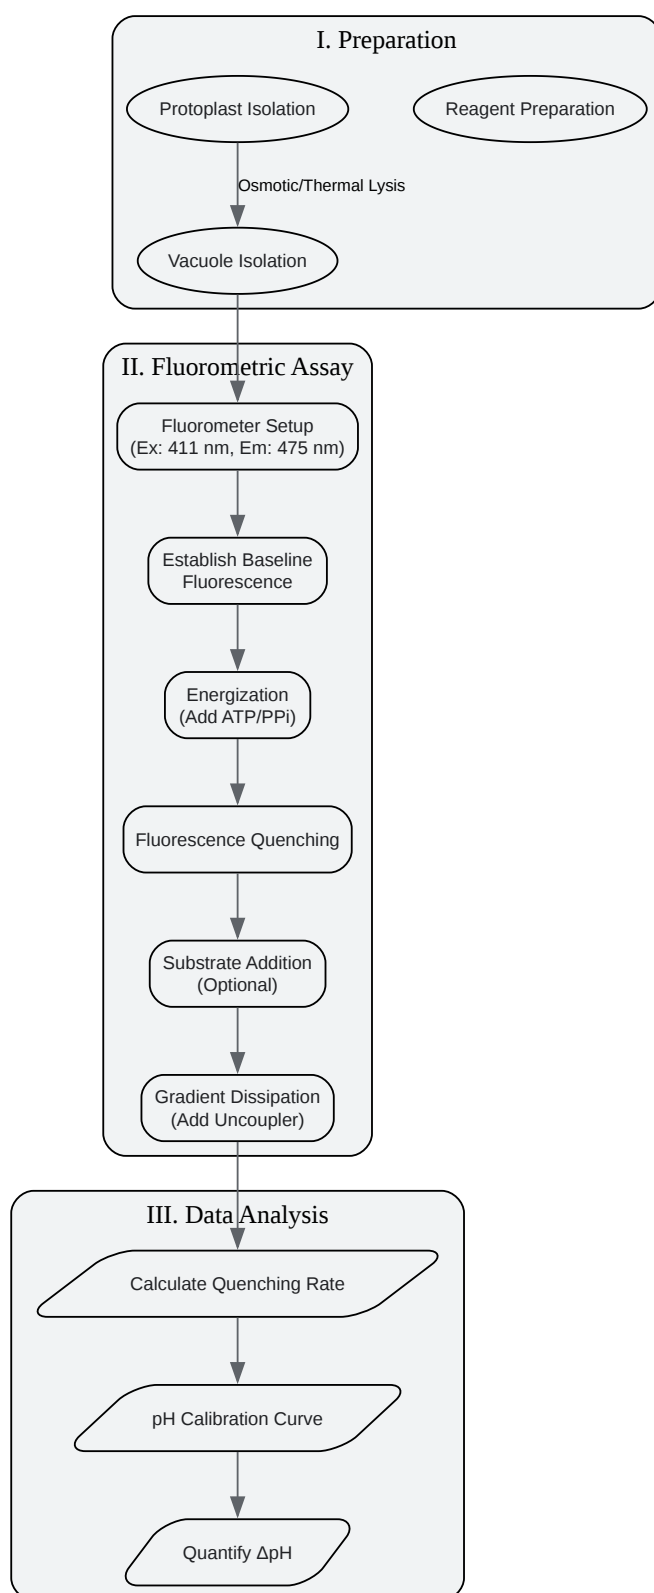 I. Preparation
Protoplast Isolation
Reagent Preparation
Osmotic/Thermal Lysis
Vacuole Isolation
II. Fluorometric Assay
Fluorometer Setup
(Ex: 411 nm, Em: 475 nm)
Establish Baseline
Fluorescence
Energization
(Add ATP/PPi)
Fluorescence Quenching
Substrate Addition
(Optional)
Gradient Dissipation
(Add Uncoupler)
III. Data Analysis
Calculate Quenching Rate
pH Calibration Curve
Quantify ΔpH